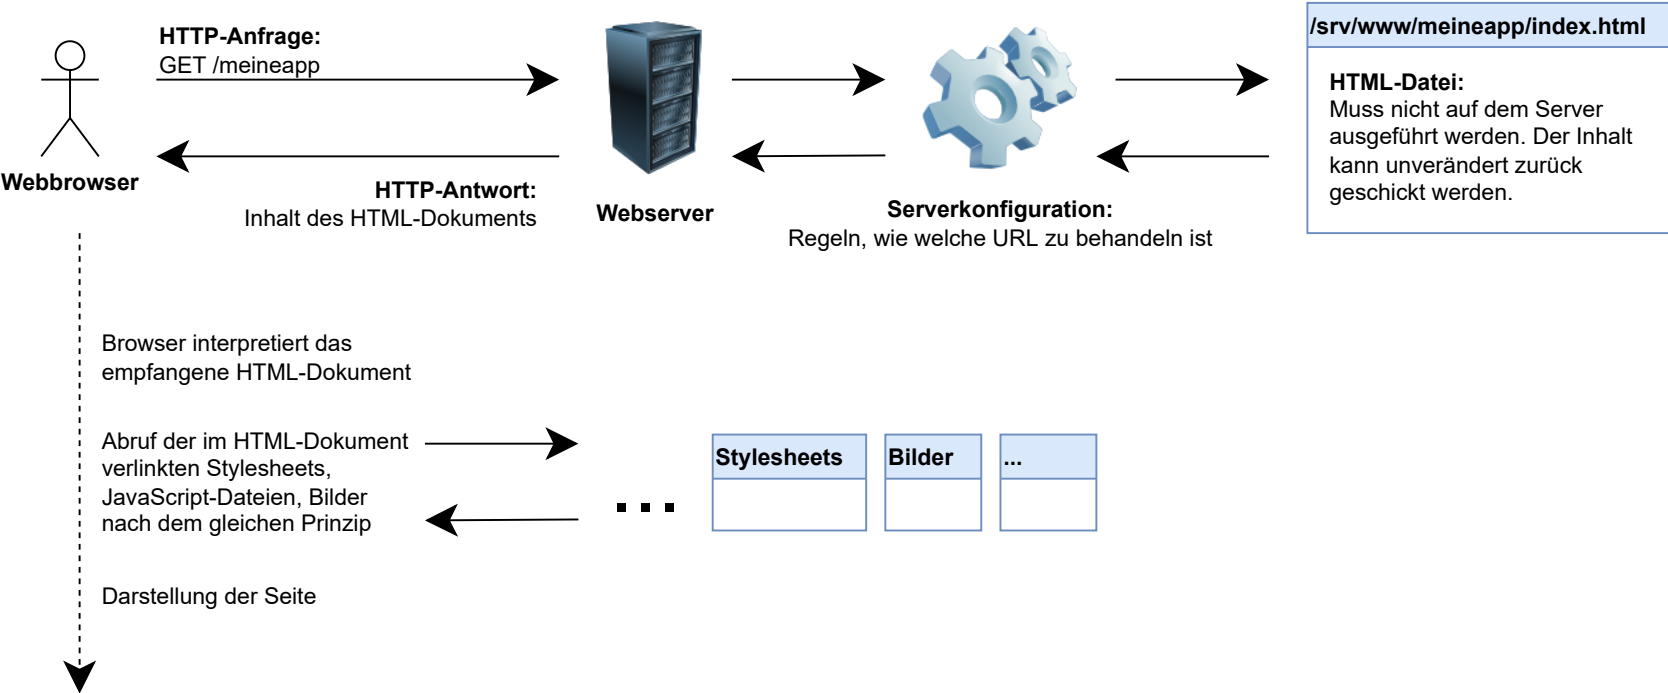 HTTP-Anfrage:
GET /meineapp
Webbrowser
HTTP-Antwort:
Inhalt des HTML-Dokuments
Webserver
Serverkonfiguration:
Regeln, wie welche URL zu behandeln ist
/srv/www/meineapp/index.html
HTML-Datei:
Muss nicht auf dem Server
ausgeführt werden. Der Inhalt
kann unverändert zurück
geschickt werden.
Browser interpretiert das
empfangene HTML-Dokument
Abruf der im HTML-Dokument
verlinkten Stylesheets,
JavaScript-Dateien, Bilder
nach dem gleichen Prinzip
...
Stylesheets
Bilder
...
Darstellung der Seite